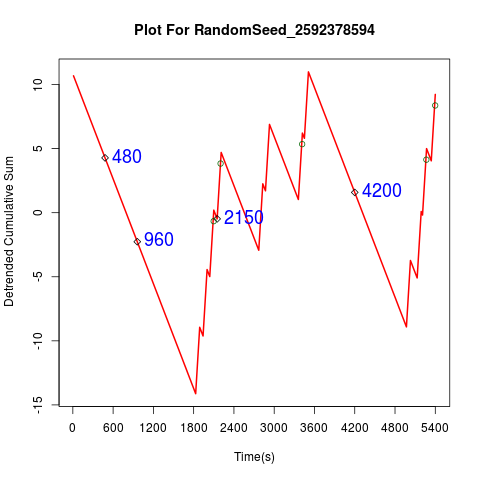 Plot For RandomSeed_2592378594
Detrended Cumulative Sum
10
5
0
-5
-10
-15
480
960
2150
4200
0 600 1200 1800 2400 3000 3600 4200 4800 5400
Time(s)